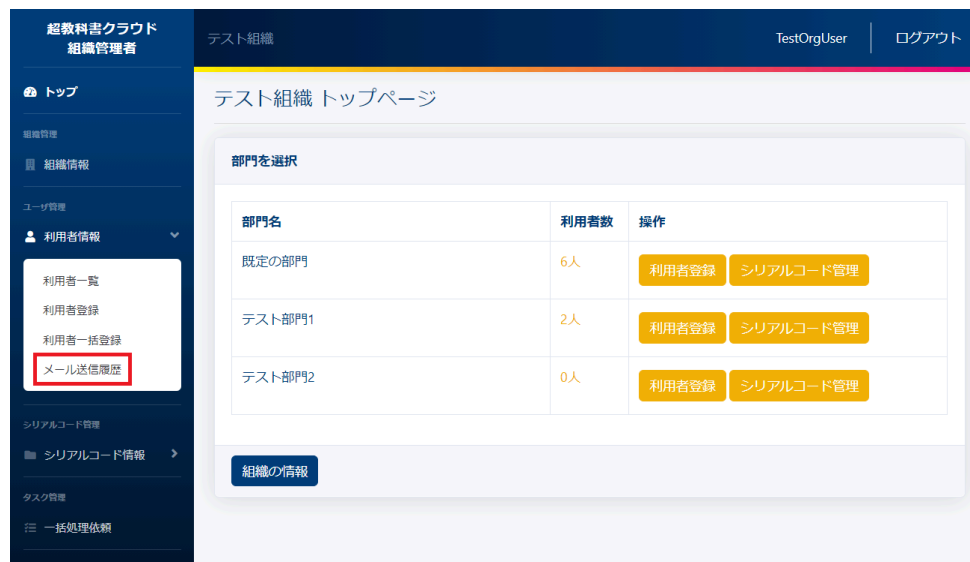 超教科書クラウド
組織管理者
テスト組織
TestOrgUser
ログアウト
トップ
テスト組織 トップページ
組織管理
組織情報
部門を選択
ユーザ管理
利用者情報
利用者一覧
利用者登録
利用者一括登録
メール送信履歴
部門名 利用者数 操作
既定の部門 6人 利用者登録 シリアルコード管理
テスト部門1 2人 利用者登録 シリアルコード管理
テスト部門2 0人 利用者登録 シリアルコード管理
シリアルコード管理
シリアルコード情報
組織の情報
タスク管理
一括処理依頼